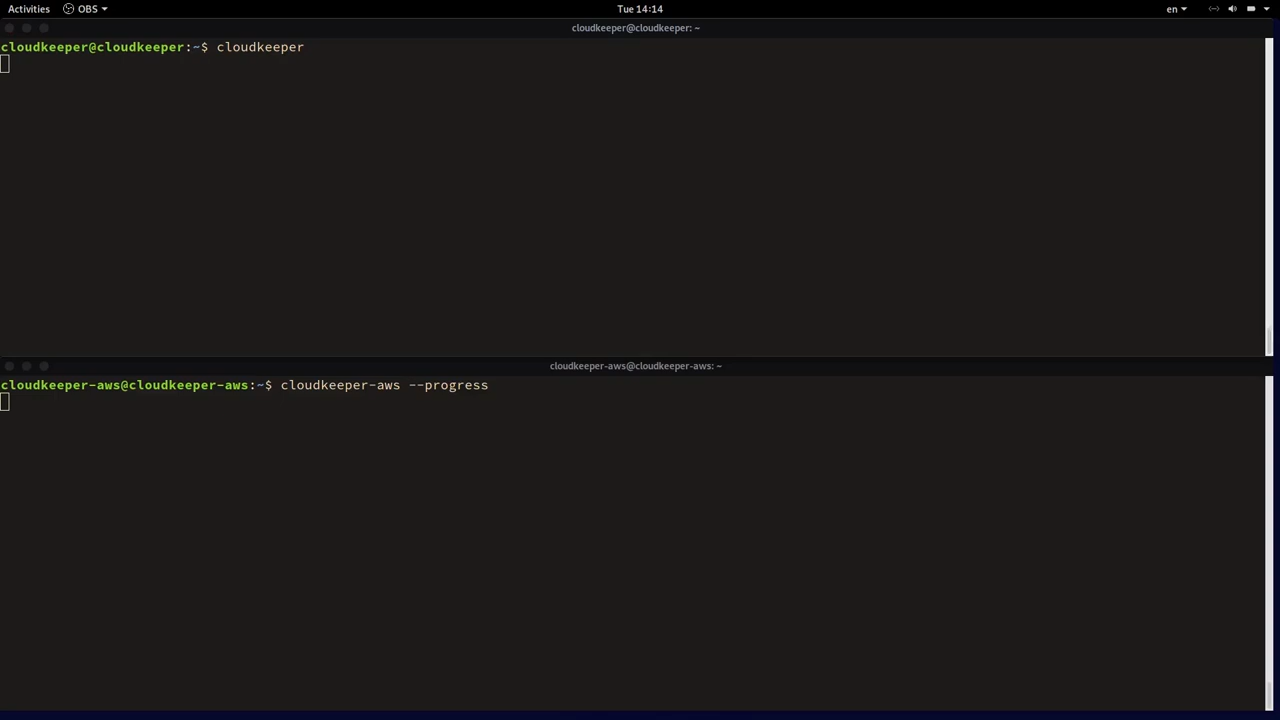 Activities OBS Tue 14:14 en
cloudkeeper@cloudkeeper: ~
cloudkeeper@cloudkeeper:~$ cloudkeeper
cloudkeeper-aws@cloudkeeper-aws: ~
cloudkeeper-aws@cloudkeeper-aws:~$ cloudkeeper-aws --progress